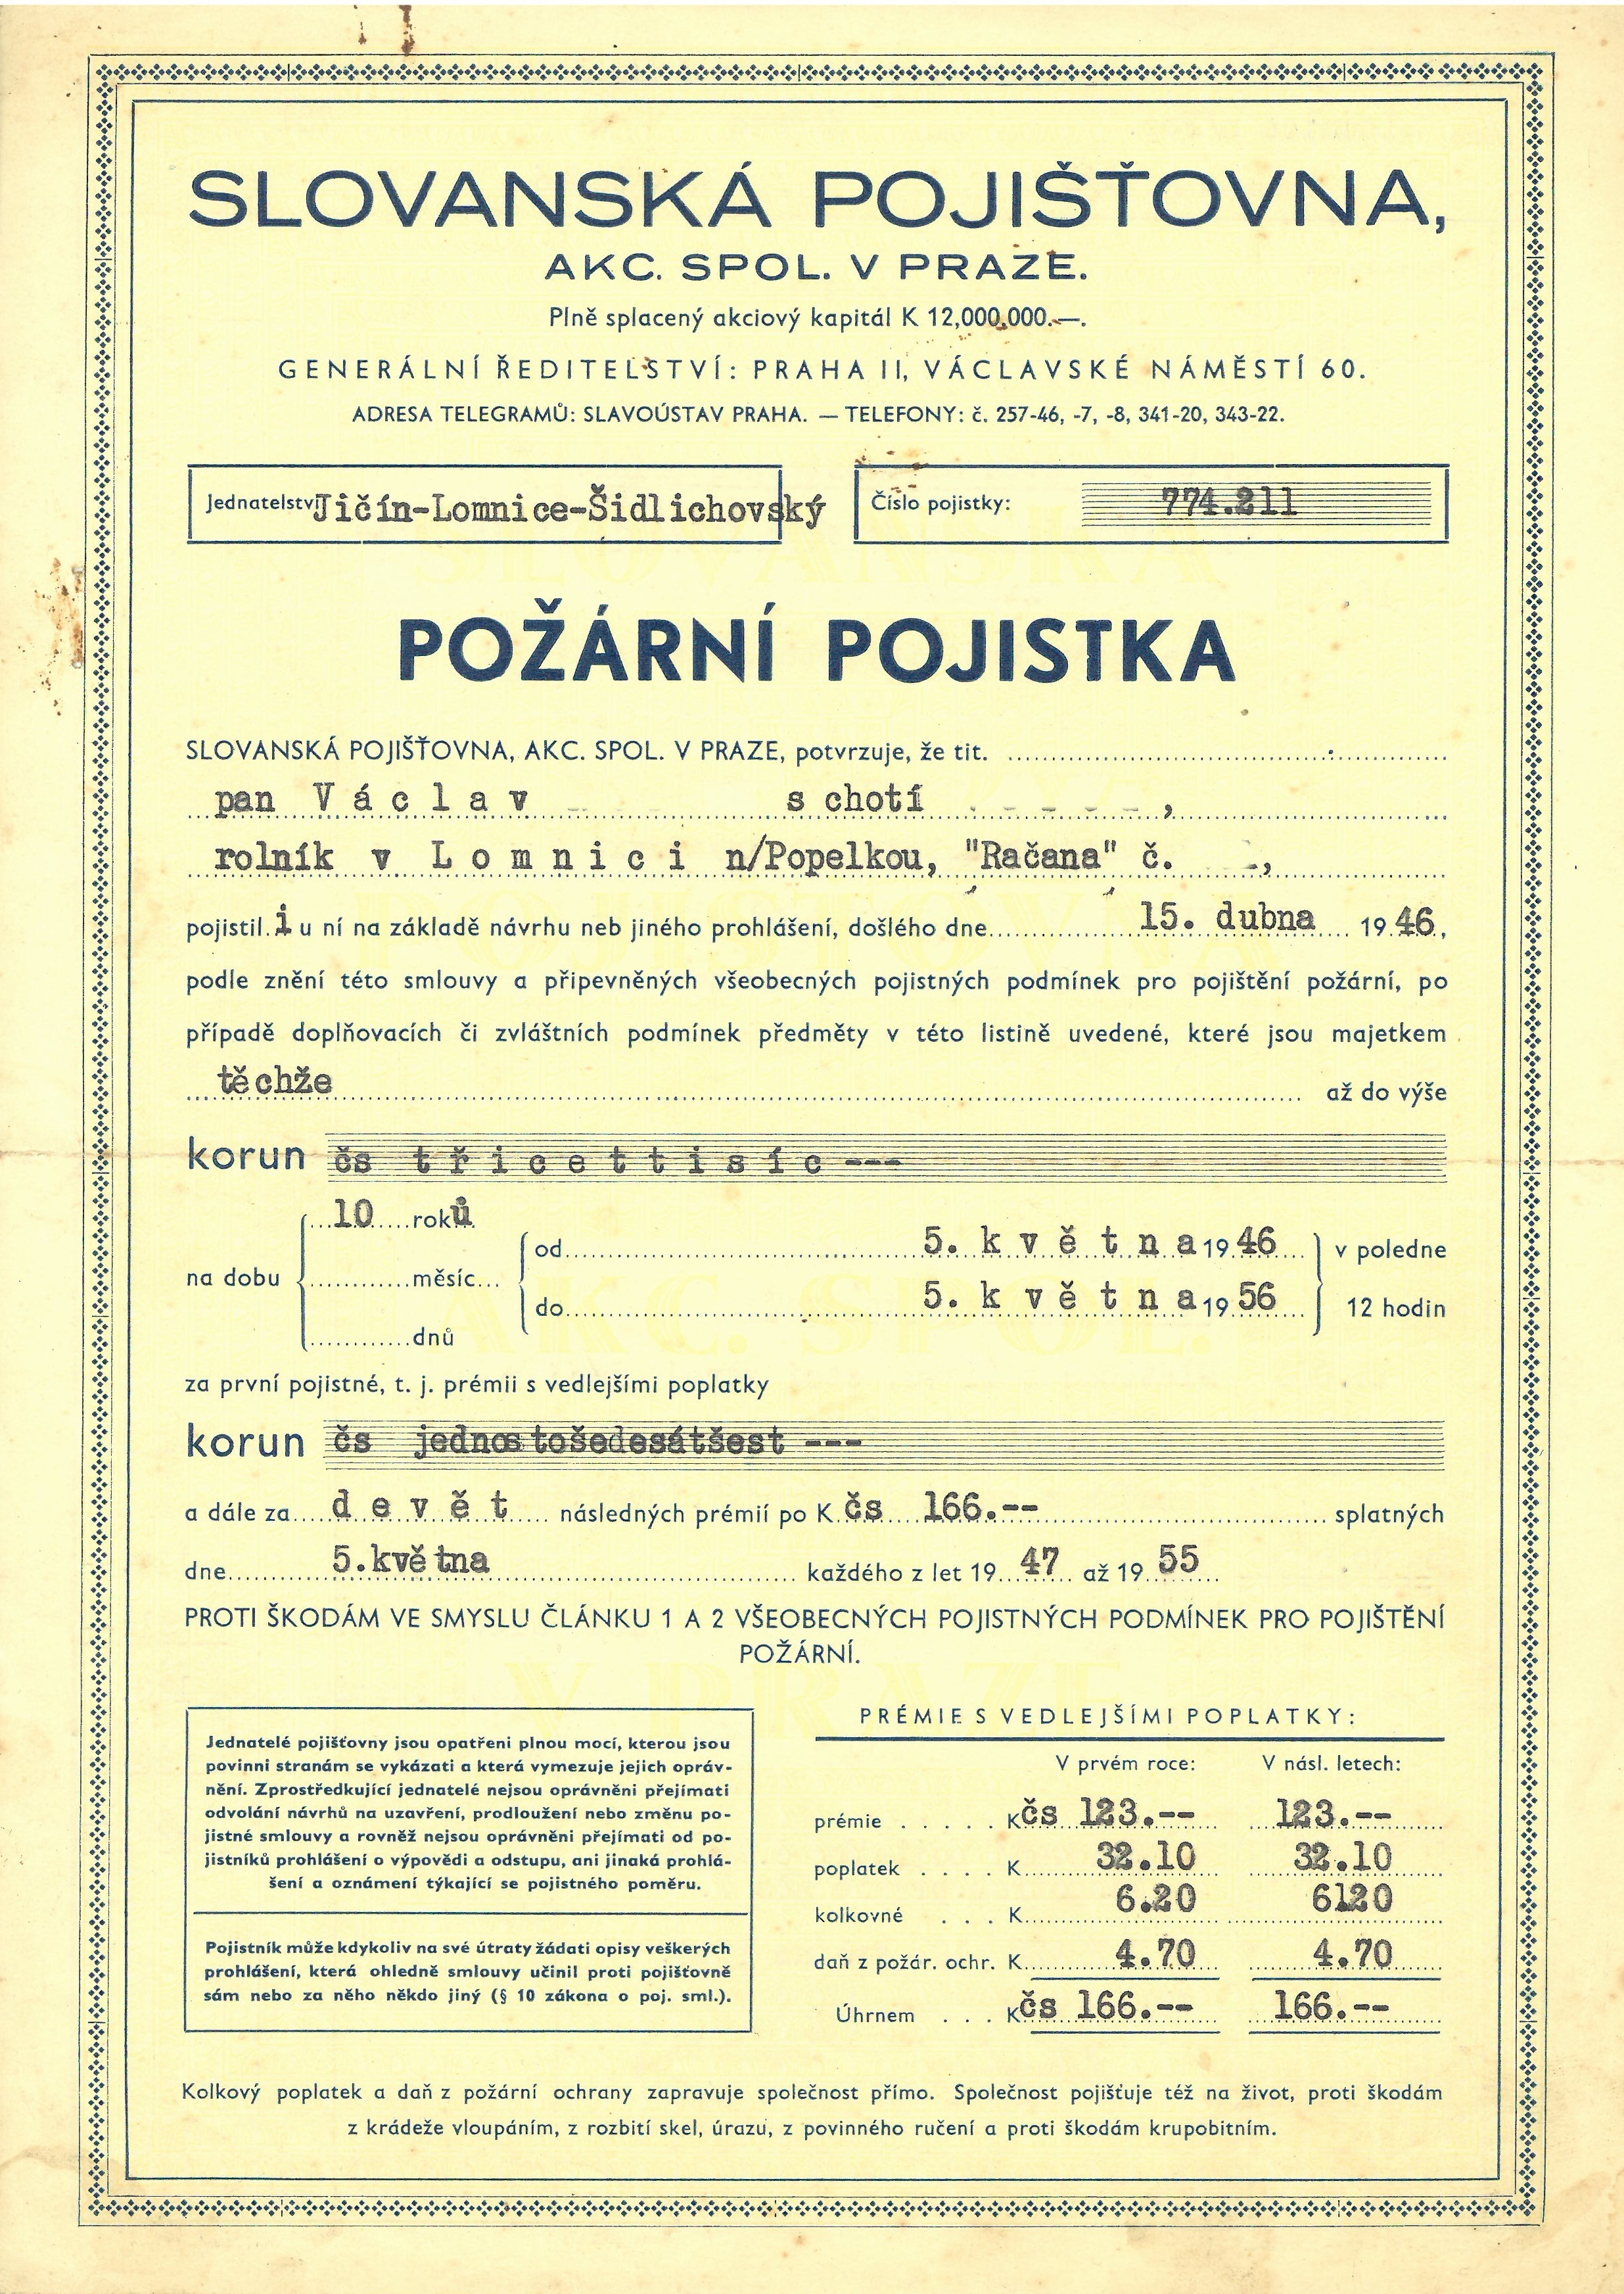 SLOVANSKÁ POJIŠŤOVNA,
AKC. SPOL. V PRAZE.
Plně splacený akciový kapitál K 12,000.000.—.
GENERÁLNÍ ŘEDITELSTVÍ: PRAHA II, VÁCLAVSKÉ NÁMĚSTÍ 60.
ADRESA TELEGRAMŮ: SLAVOÚSTAV PRAHA. — TELEFONY: č. 257-46, -7, -8, 341-20, 343-22.
Jednatelství Jičín-Lomnice-Šidlichovský
Číslo pojistky: 774.211
POŽÁRNÍ POJISTKA
SLOVANSKÁ POJIŠŤOVNA, AKC. SPOL. V PRAZE, potvrzuje, že tit.
pan Václav s chotí ,
rolník v Lomnici n/Popelkou, "Račana" č. ,
pojistil.i u ní na základě návrhu neb jiného prohlášení, došlého dne 15. dubna 1946,
podle znění této smlouvy a připevněných všeobecných pojistných podmínek pro pojištění požární, po
případě doplňovacích či zvláštních podmínek předměty v této listině uvedené, které jsou majetkem
těchže až do výše
korun čs třicettisíc ---
10 roků
od 5. května 1946 v poledne
na dobu měsíc
do 5. května 1956 12 hodin
dnů
za první pojistné, t. j. prémii s vedlejšími poplatky
korun čs jednostošedesátšest ---
a dále za devět následných prémií po K čs 166.-- splatných
dne 5.května každého z let 1947 až 1955
PROTI ŠKODÁM VE SMYSLU ČLÁNKU 1 A 2 VŠEOBECNÝCH POJISTNÝCH PODMÍNEK PRO POJIŠTĚNÍ
POŽÁRNÍ.
Jednatelé pojišťovny jsou opatřeni plnou mocí, kterou jsou
povinni stranám se vykázati a která vymezuje jejich opráv-
nění. Zprostředkující jednatelé nejsou oprávněni přejímati
odvolání návrhů na uzavření, prodloužení nebo změnu po-
jistné smlouvy a rovněž nejsou oprávněni přejímati od po-
jistníků prohlášení o výpovědi a odstupu, ani jinaká prohlá-
šení a oznámení týkající se pojistného poměru.
Pojistník může kdykoliv na své útraty žádati opisy veškerých
prohlášení, která ohledně smlouvy učinil proti pojišťovně
sám nebo za něho někdo jiný (§ 10 zákona o poj. sml.).
PRÉMIE S VEDLEJŠÍMI POPLATKY:
V prvém roce: V násl. letech:
prémie . . . . . Kčs 123.-- 123.--
poplatek . . . . K 32.10 32.10
kolkovné . . . K 6.20 6120
daň z požár. ochr. K 4.70 4.70
Úhrnem . . . Kčs 166.-- 166.--
Kolkový poplatek a daň z požární ochrany zapravuje společnost přímo. Společnost pojišťuje též na život, proti škodám
z krádeže vloupáním, z rozbití skel, úrazu, z povinného ručení a proti škodám krupobitním.